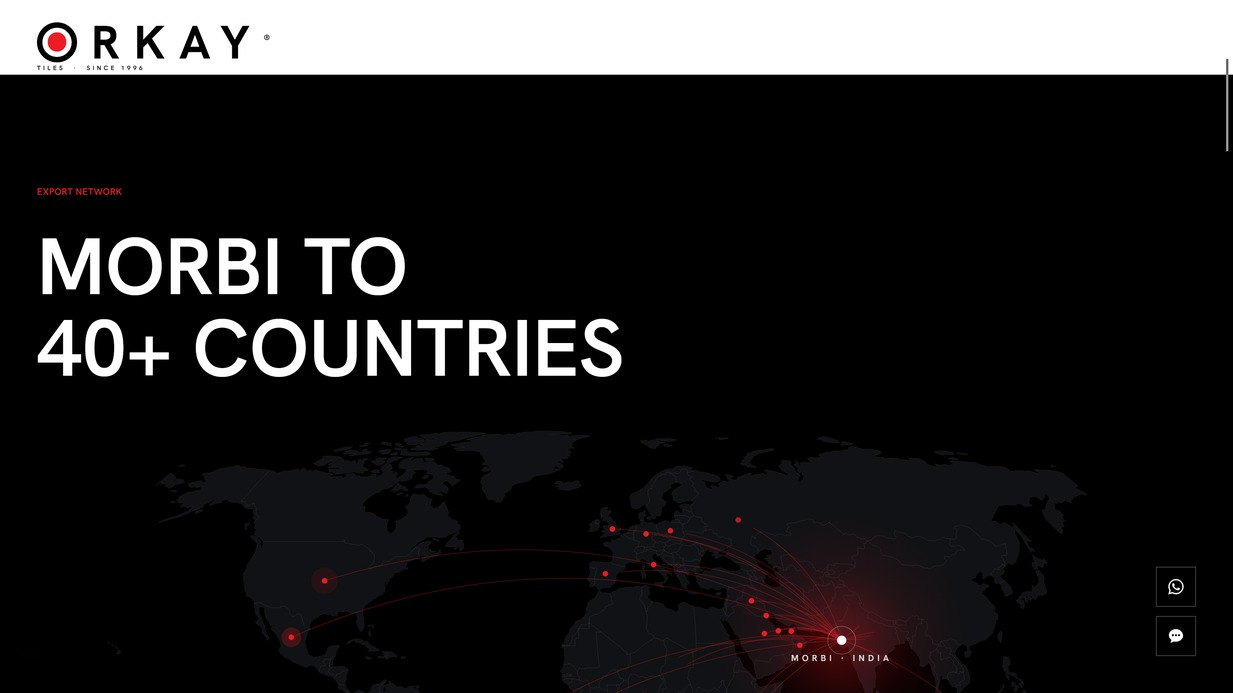 ORKAY ®
TILES · SINCE 1996
EXPORT NETWORK
MORBI TO
40+ COUNTRIES
MORBI · INDIA